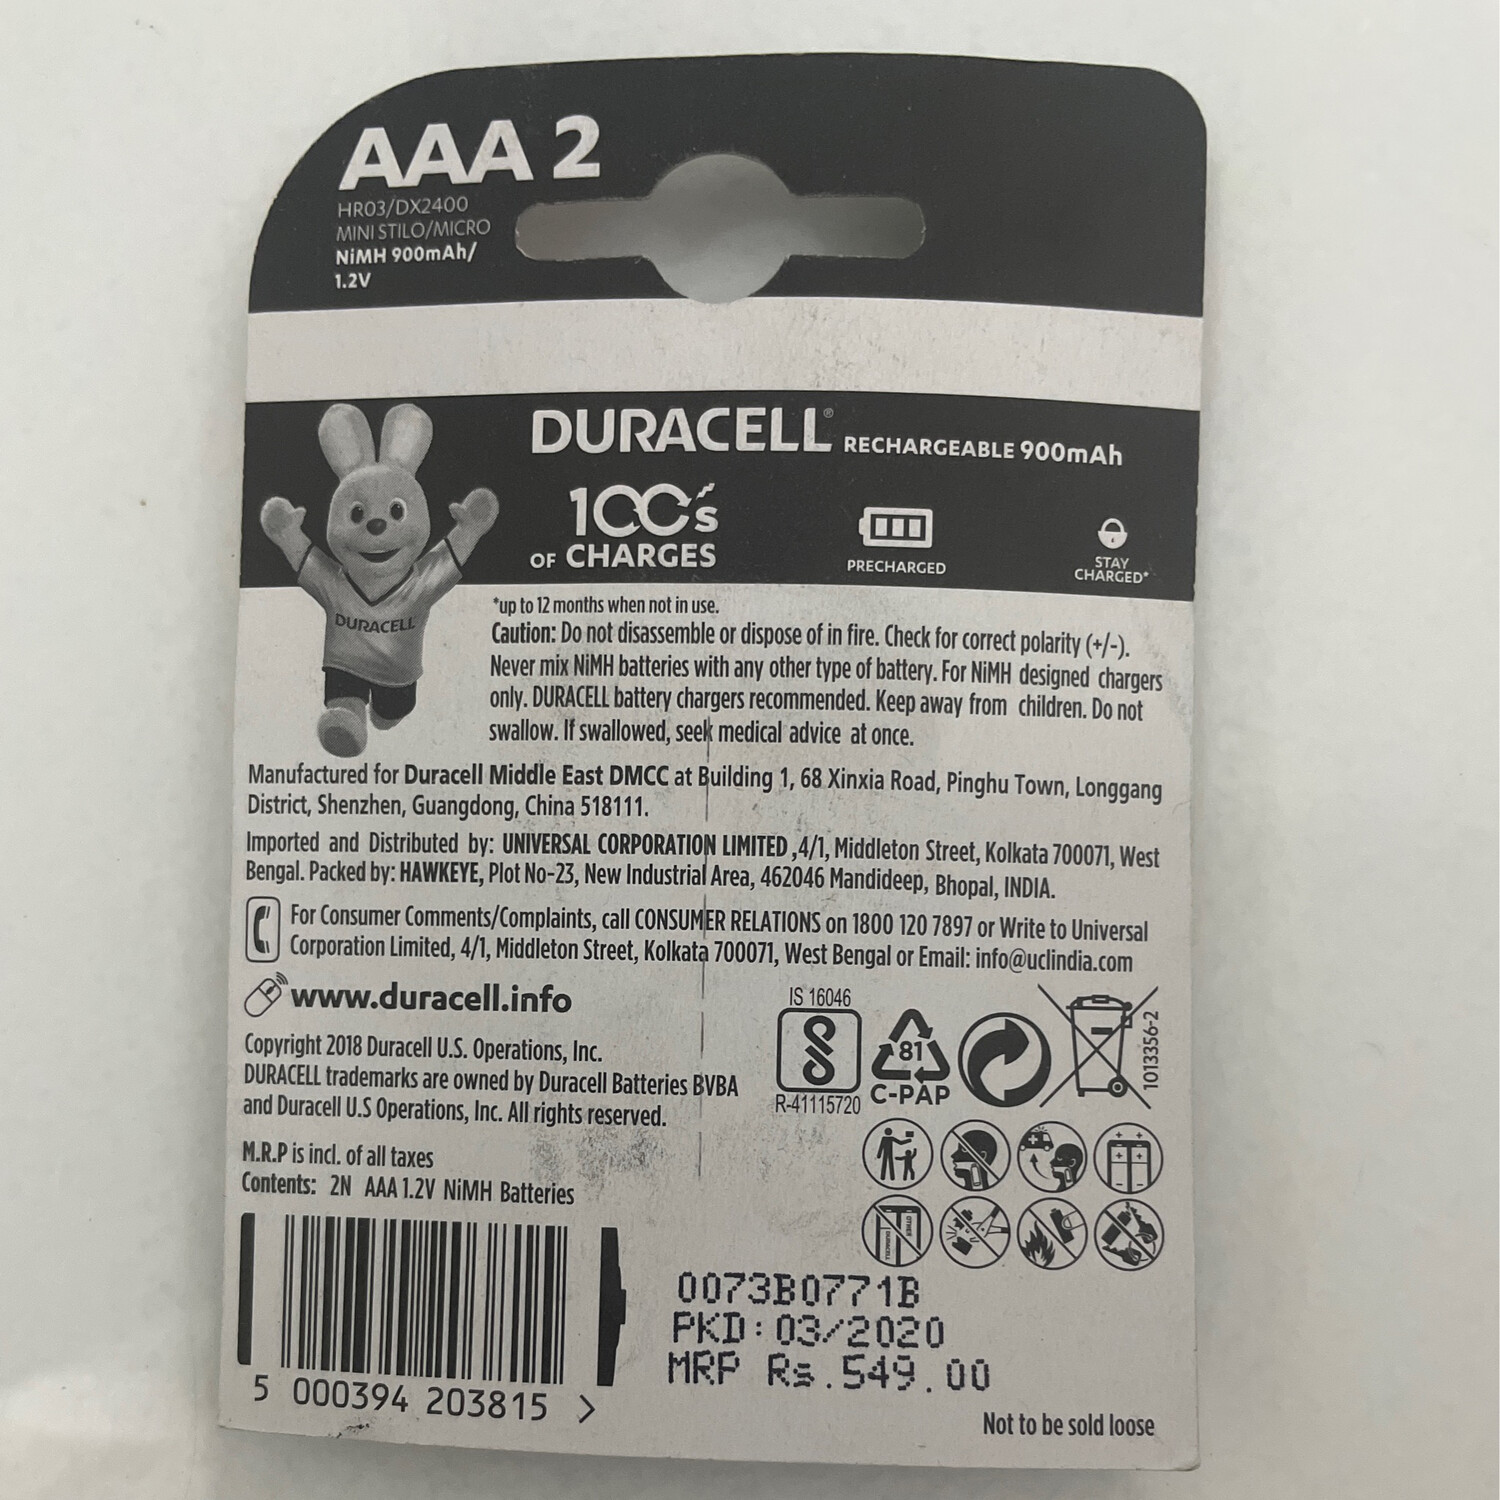 AAA 2
HR03/DX2400
MINI STILO/MICRO
NiMH 900mAh/
1.2V
DURACELL® RECHARGEABLE 900mAh
100's
OF CHARGES
PRECHARGED
STAY
CHARGED*
DURACELL
*up to 12 months when not in use.
Caution: Do not disassemble or dispose of in fire. Check for correct polarity (+/-).
Never mix NiMH batteries with any other type of battery. For NiMH designed chargers
only. DURACELL battery chargers recommended. Keep away from children. Do not
swallow. If swallowed, seek medical advice at once.
Manufactured for Duracell Middle East DMCC at Building 1, 68 Xinxia Road, Pinghu Town, Longgang
District, Shenzhen, Guangdong, China 518111.
Imported and Distributed by: UNIVERSAL CORPORATION LIMITED ,4/1, Middleton Street, Kolkata 700071, West
Bengal. Packed by: HAWKEYE, Plot No-23, New Industrial Area, 462046 Mandideep, Bhopal, INDIA.
For Consumer Comments/Complaints, call CONSUMER RELATIONS on 1800 120 7897 or Write to Universal
Corporation Limited, 4/1, Middleton Street, Kolkata 700071, West Bengal or Email: info@uclindia.com
www.duracell.info
Copyright 2018 Duracell U.S. Operations, Inc.
DURACELL trademarks are owned by Duracell Batteries BVBA
and Duracell U.S Operations, Inc. All rights reserved.
IS 16046
R-41115720
81
C-PAP
1013356-2
M.R.P is incl. of all taxes
Contents: 2N AAA 1.2V NiMH Batteries
DURACELL
OTHER
5 000394 203815 >
0073B0771B
PKD: 03/2020
MRP Rs.549.00
Not to be sold loose